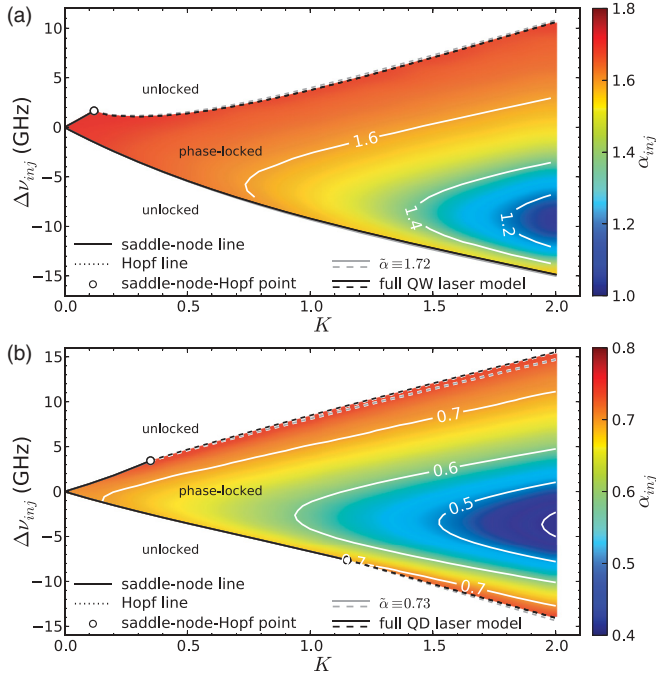 (a)
15
10
5
0
−5
−10
−15
Δν_inj (GHz)
unlocked
phase-locked
unlocked
1.6
1.4
1.2
saddle-node line
Hopf line
saddle-node-Hopf point
α̃≡1.72
full QW laser model
0.0 0.5 1.0 1.5 2.0
K
1.8
1.6
1.4
1.2
1.0
α_inj
(b)
15
10
5
0
−5
−10
−15
Δν_inj (GHz)
unlocked
phase-locked
unlocked
0.7
0.6
0.5
0.7
0.7
saddle-node line
Hopf line
saddle-node-Hopf point
α̃≡0.73
full QD laser model
0.0 0.5 1.0 1.5 2.0
K
0.8
0.7
0.6
0.5
0.4
α_inj